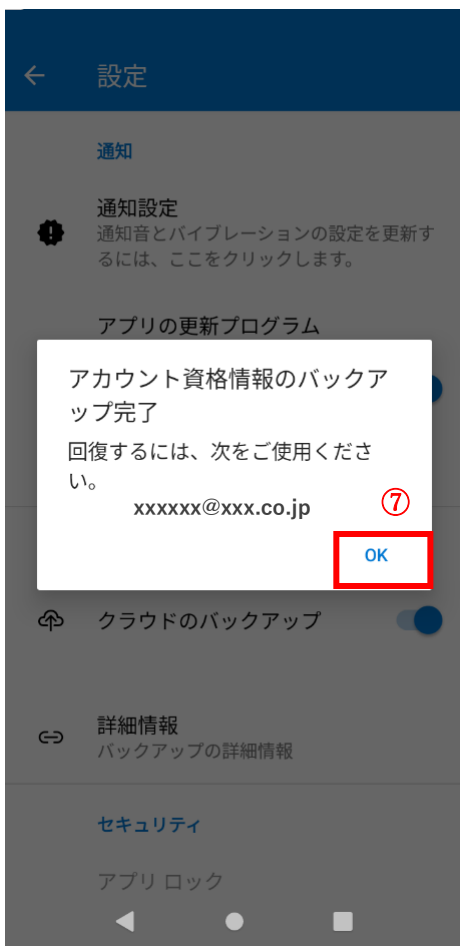 設定
通知
通知設定
通知音とバイブレーションの設定を更新す
るには、ここをクリックします。
アプリの更新プログラム
アカウント資格情報のバックア
ップ完了
回復するには、次をご使用くださ
い。
xxxxxx@xxx.co.jp
⑦
OK
クラウドのバックアップ
詳細情報
バックアップの詳細情報
セキュリティ
アプリ ロック